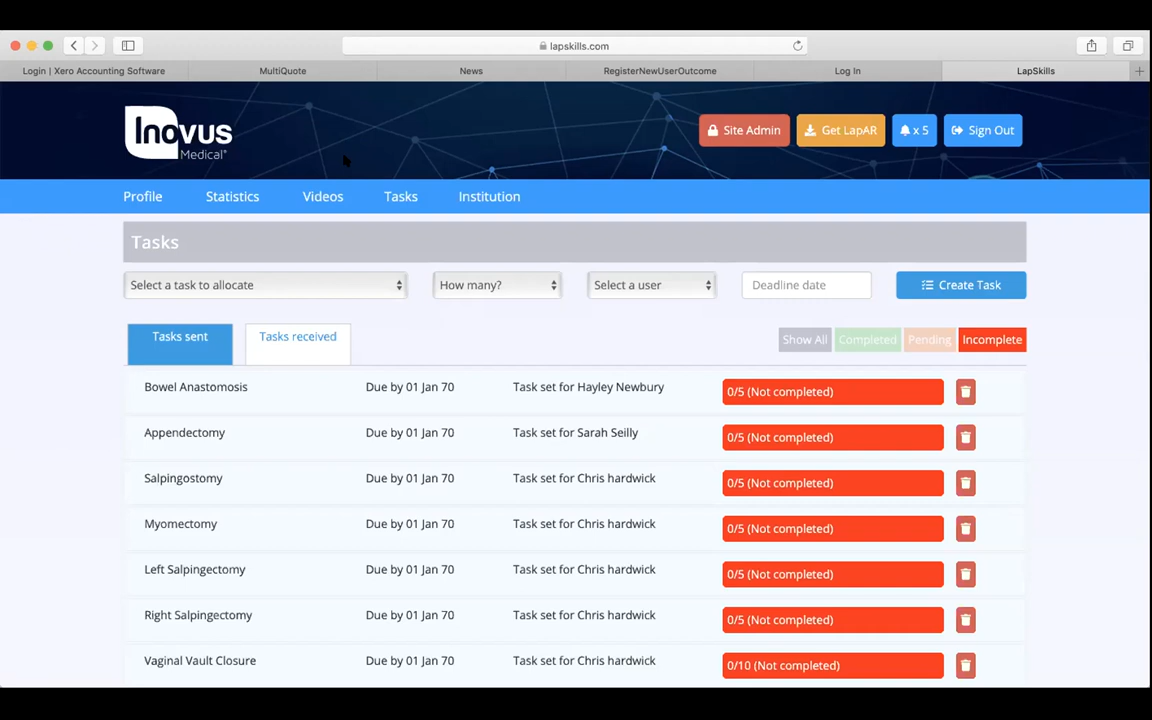 lapskills.com
Login | Xero Accounting Software MultiQuote News RegisterNewUserOutcome Log In LapSkills
Inovus
Medical®
Site Admin Get LapAR x 5 Sign Out
Profile Statistics Videos Tasks Institution
Tasks
Select a task to allocate How many? Select a user Deadline date Create Task
Tasks sent Tasks received Show All Completed Pending Incomplete
Bowel Anastomosis Due by 01 Jan 70 Task set for Hayley Newbury 0/5 (Not completed)
Appendectomy Due by 01 Jan 70 Task set for Sarah Seilly 0/5 (Not completed)
Salpingostomy Due by 01 Jan 70 Task set for Chris hardwick 0/5 (Not completed)
Myomectomy Due by 01 Jan 70 Task set for Chris hardwick 0/5 (Not completed)
Left Salpingectomy Due by 01 Jan 70 Task set for Chris hardwick 0/5 (Not completed)
Right Salpingectomy Due by 01 Jan 70 Task set for Chris hardwick 0/5 (Not completed)
Vaginal Vault Closure Due by 01 Jan 70 Task set for Chris hardwick 0/10 (Not completed)